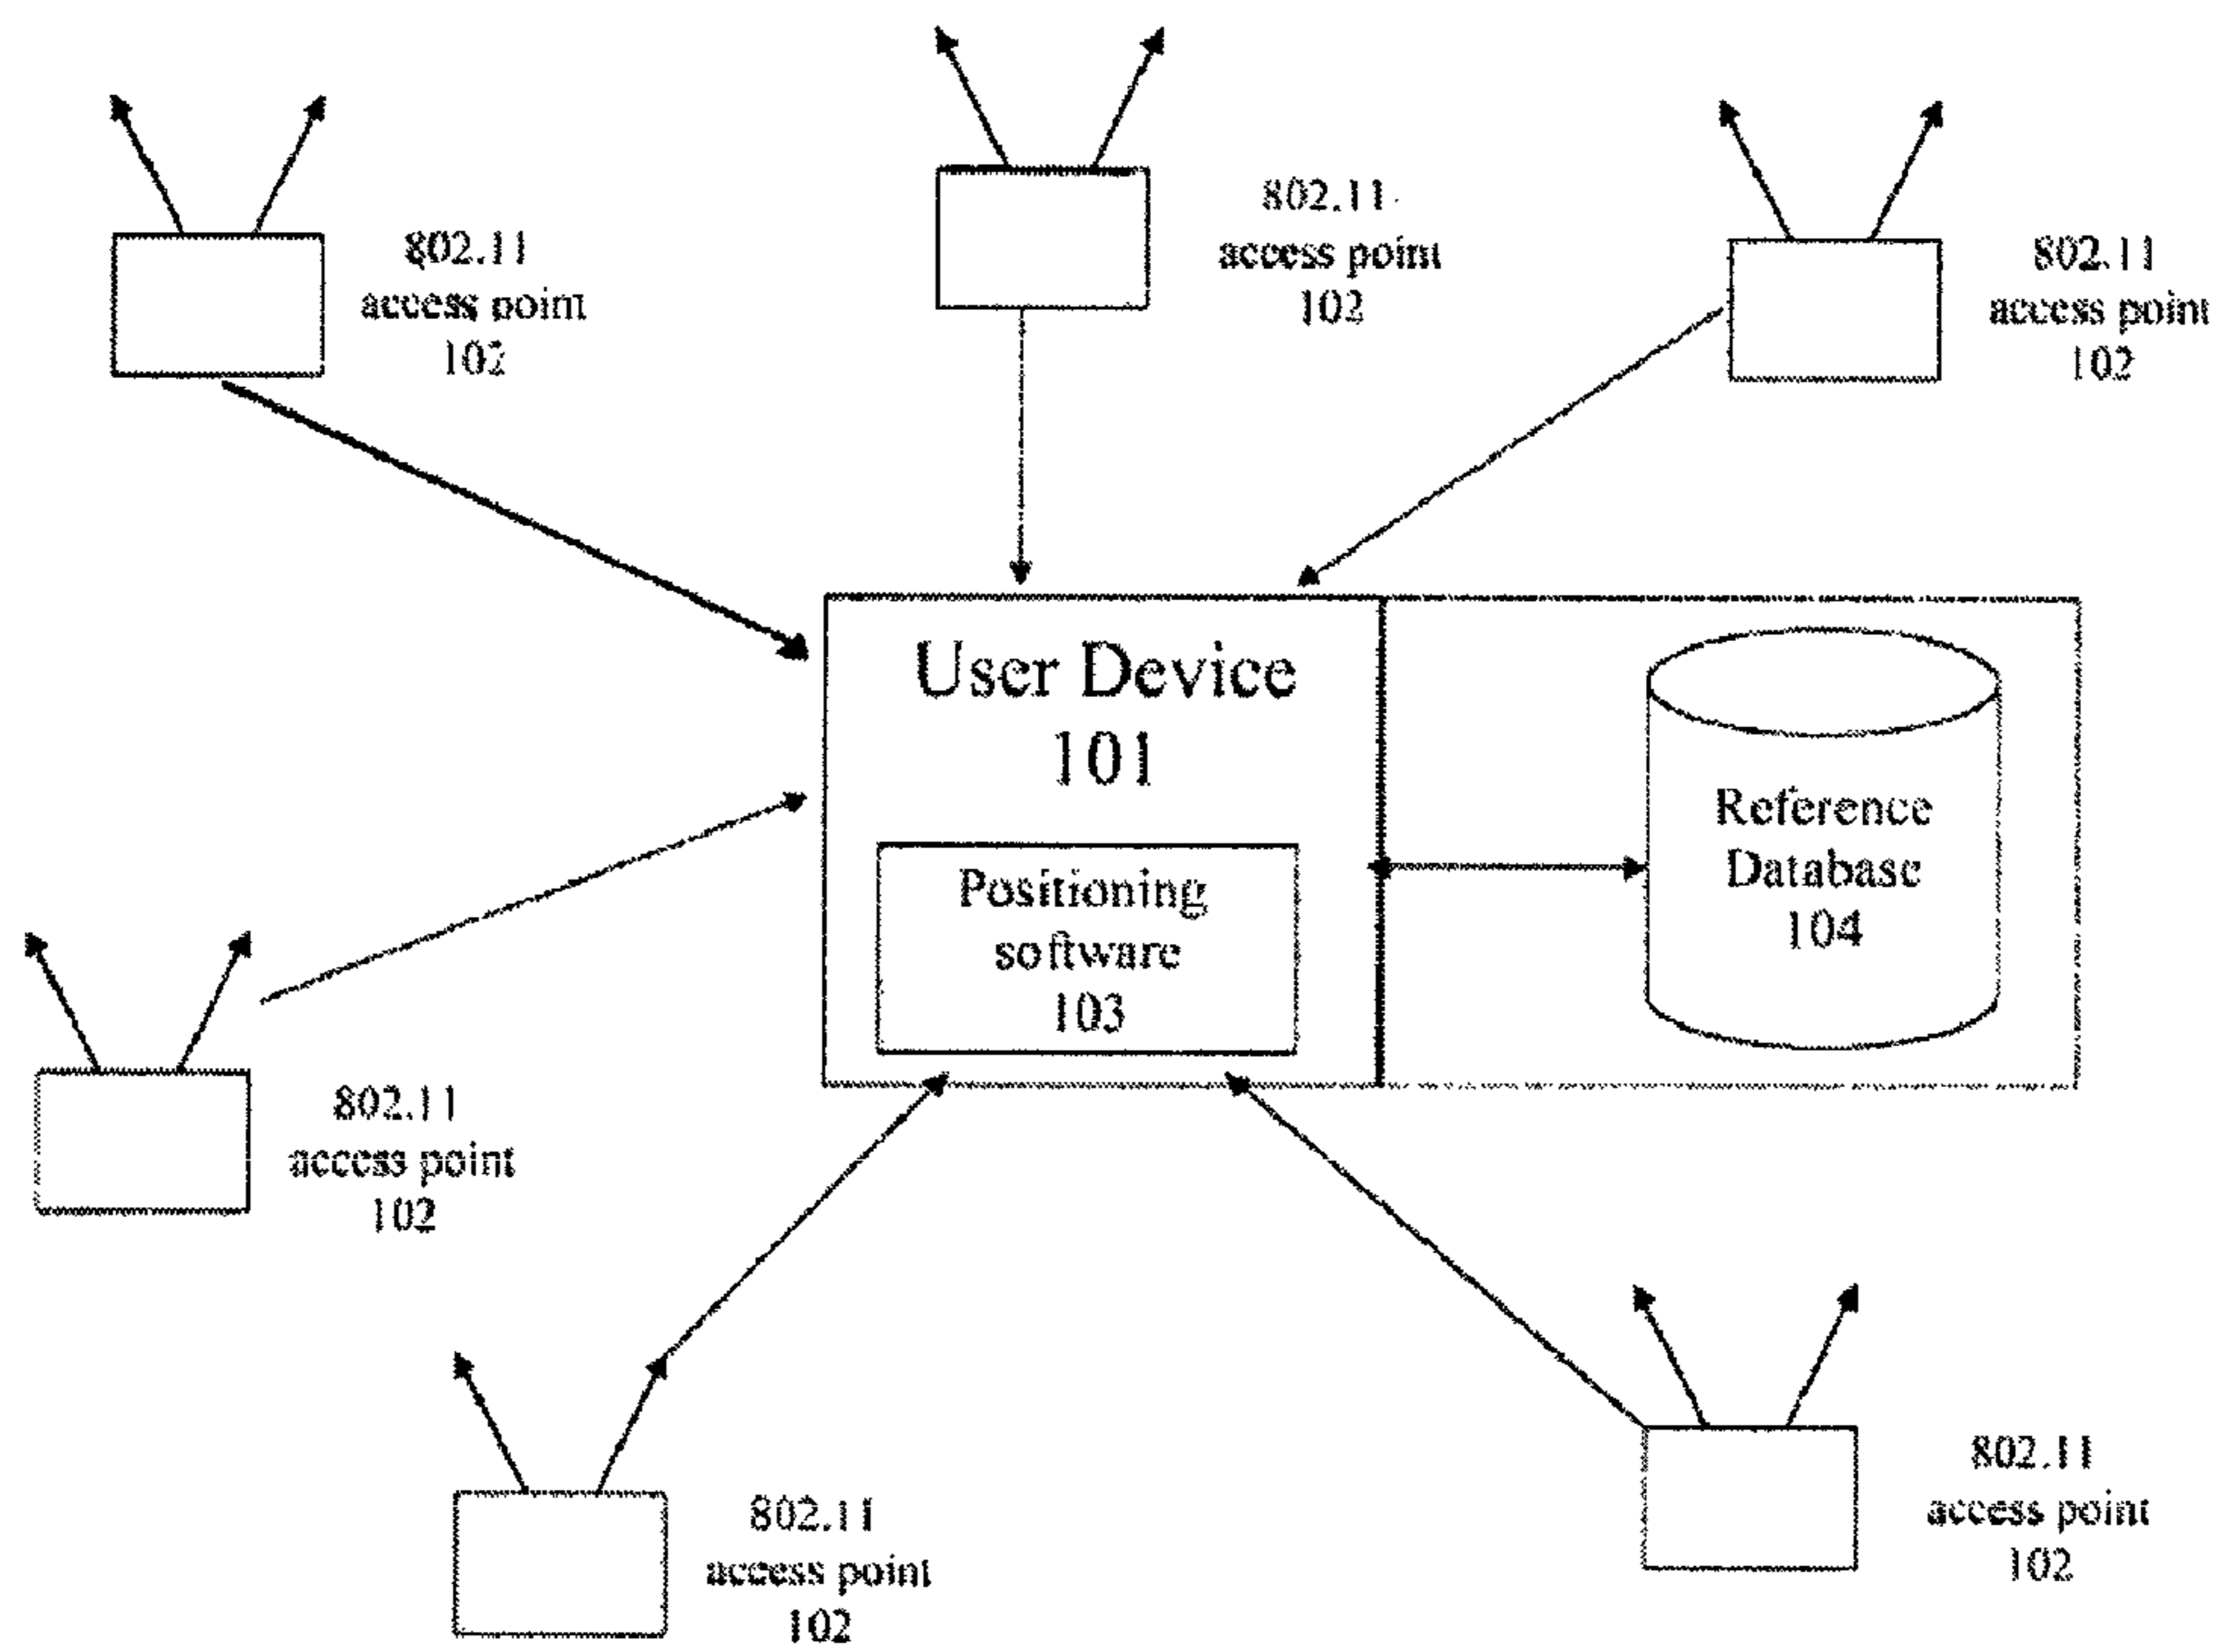 802.11
access point
102
802.11
access point
102
802.11
access point
102
User Device
101
Positioning
software
103
Reference
Database
104
802.11
access point
102
802.11
access point
102
802.11
access point
102